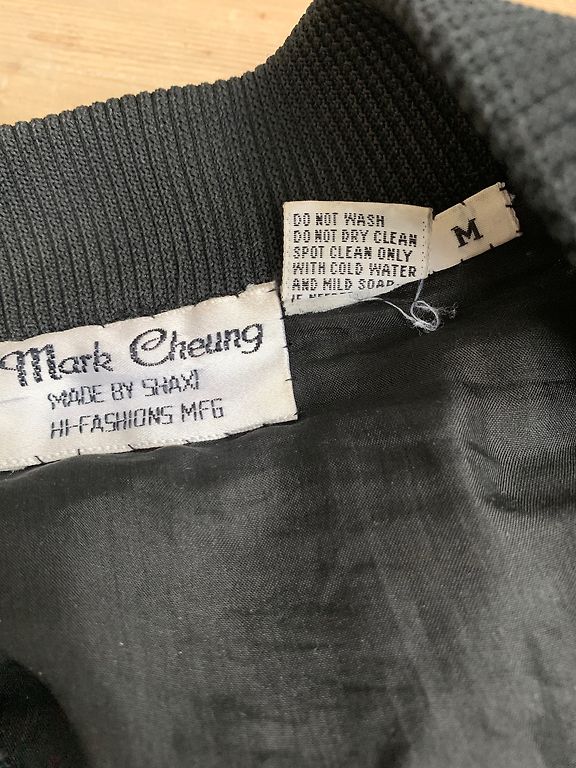 Mark Cheung
MADE BY SHAXI
HI-FASHIONS MFG
DO NOT WASH
DO NOT DRY CLEAN
SPOT CLEAN ONLY
WITH COLD WATER
AND MILD SOAP
IF
M